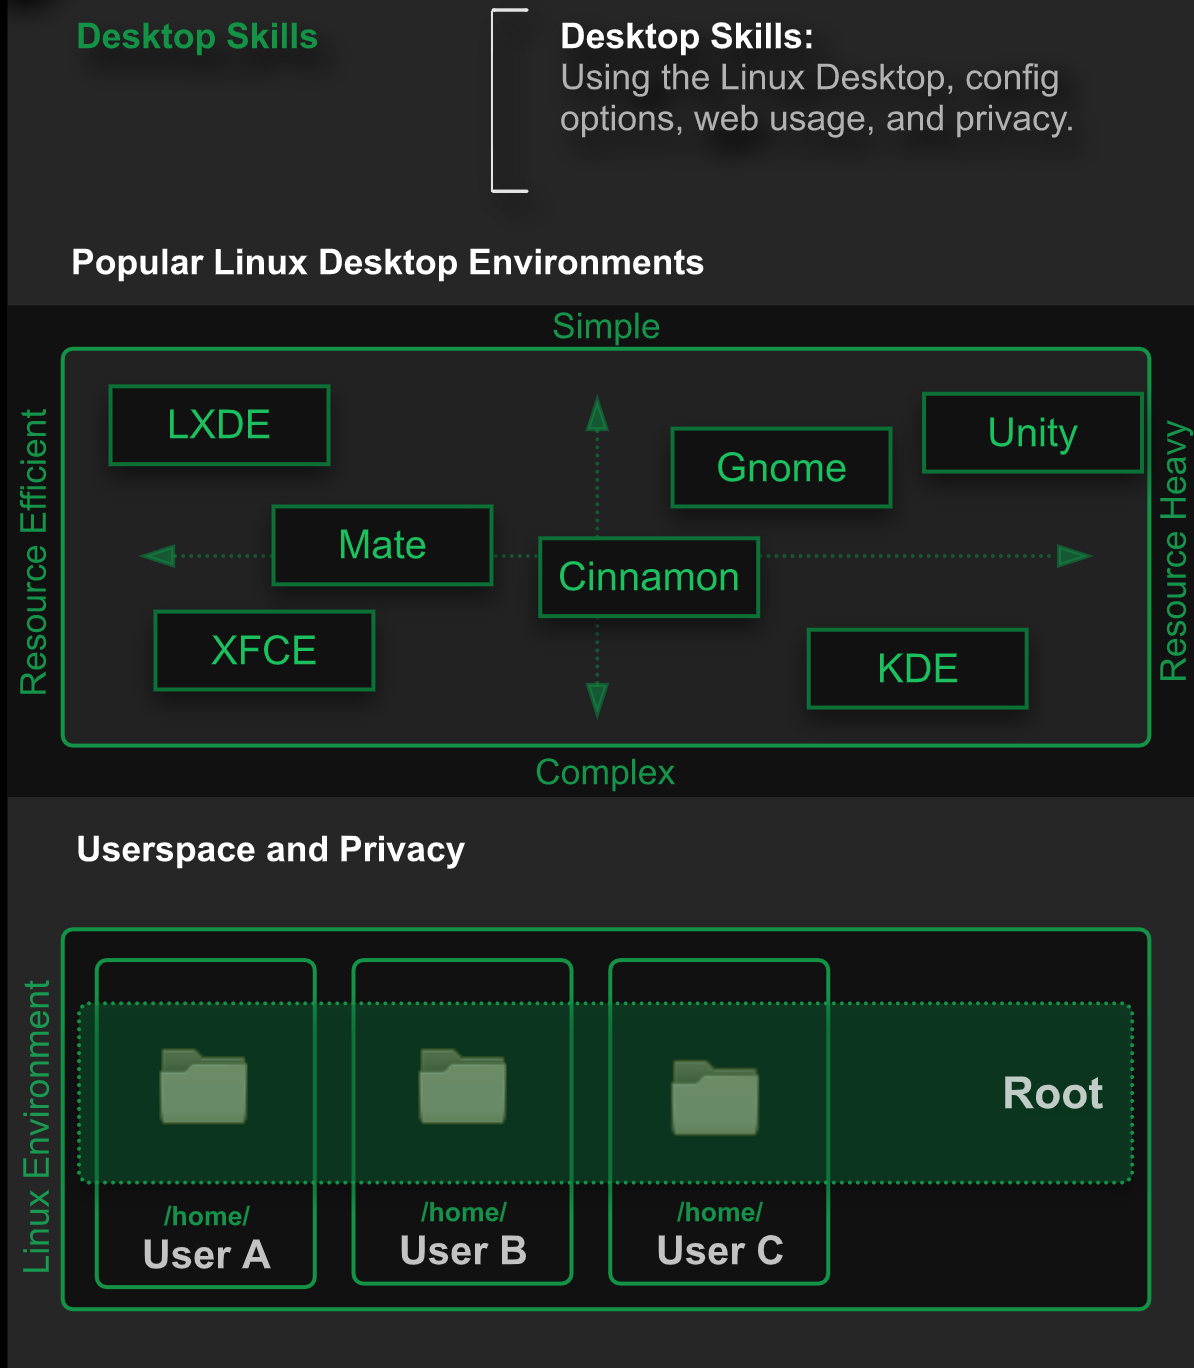 Desktop Skills
Desktop Skills:
Using the Linux Desktop, config
options, web usage, and privacy.
Popular Linux Desktop Environments
Simple
Resource Efficient
LXDE
Unity
Gnome
Mate
Cinnamon
XFCE
KDE
Resource Heavy
Complex
Userspace and Privacy
Linux Environment
Root
/home/
User A
/home/
User B
/home/
User C